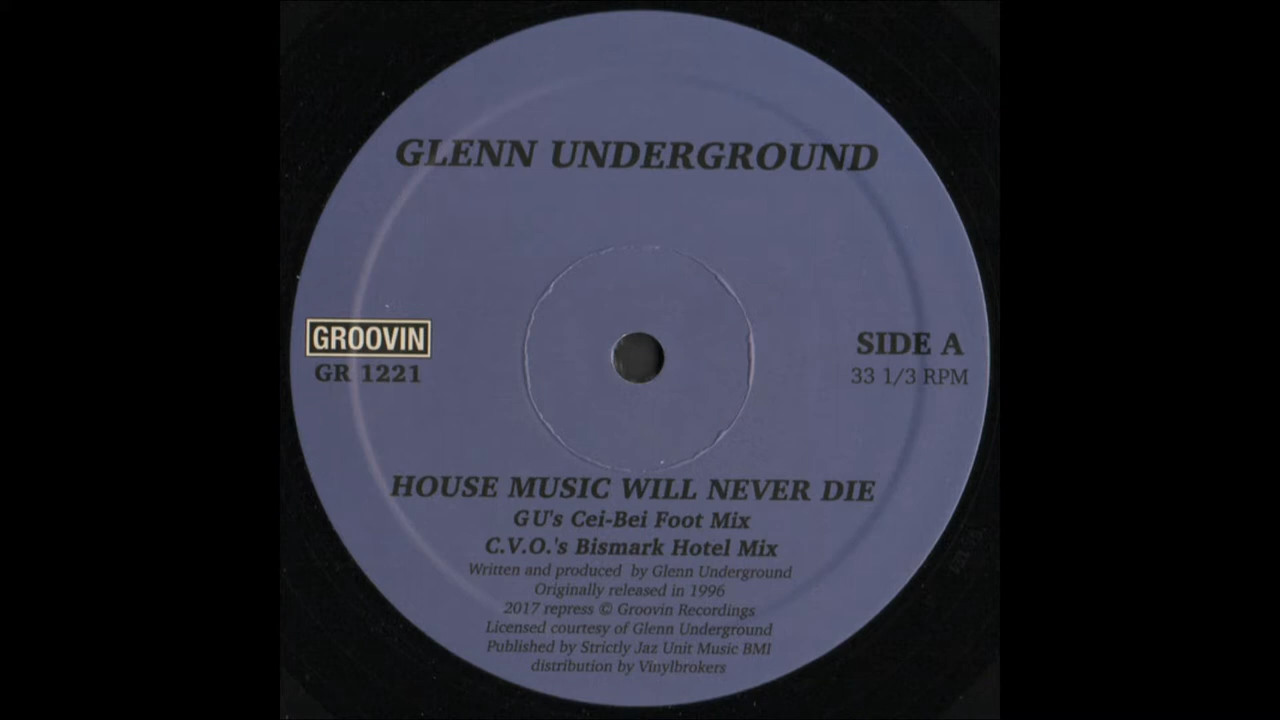 GLENN UNDERGROUND
GROOVIN
GR 1221
SIDE A
33 1/3 RPM
HOUSE MUSIC WILL NEVER DIE
GU's Cei-Bei Foot Mix
C.V.O.'s Bismark Hotel Mix
Written and produced by Glenn Underground
Originally released in 1996
2017 repress © Groovin Recordings
Licensed courtesy of Glenn Underground
Published by Strictly Jaz Unit Music BMI
distribution by Vinylbrokers